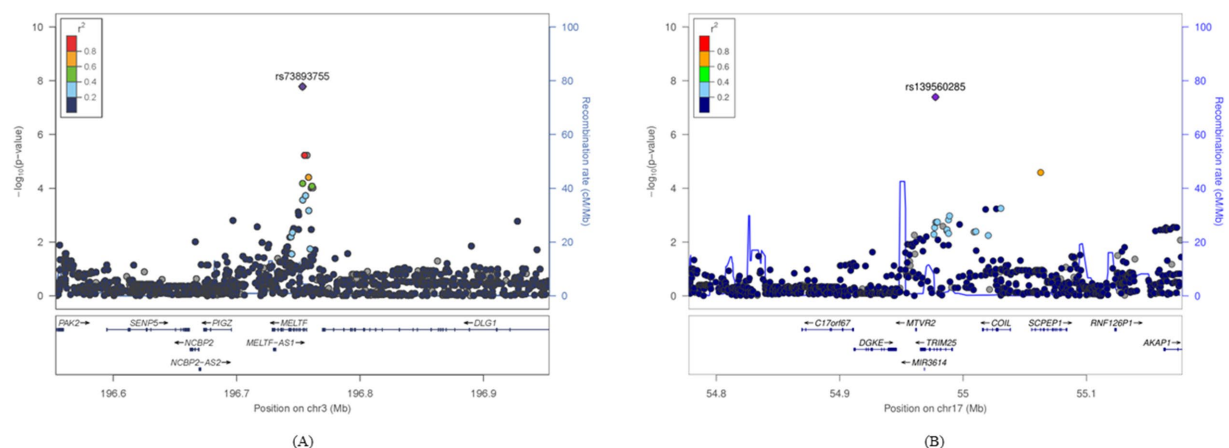 10
8
6
4
2
0
−log10(p−value)
r2
0.8
0.6
0.4
0.2
rs73893755
100
80
60
40
20
0
Recombination rate (cM/Mb)
PAK2→
SENP5→
←PIGZ
←MELTF
←DLG1
←NCBP2
MELTF−AS1→
NCBP2−AS2→
196.6
196.7
196.8
196.9
Position on chr3 (Mb)
(A)
10
8
6
4
2
0
−log10(p−value)
r2
0.8
0.6
0.4
0.2
rs139560285
100
80
60
40
20
0
Recombination rate (cM/Mb)
←C17orf67
←MTVR2
←COIL
SCPEP1→
RNF126P1→
DGKE→
←TRIM25
AKAP1→
←MIR3614
54.8
54.9
55
55.1
Position on chr17 (Mb)
(B)